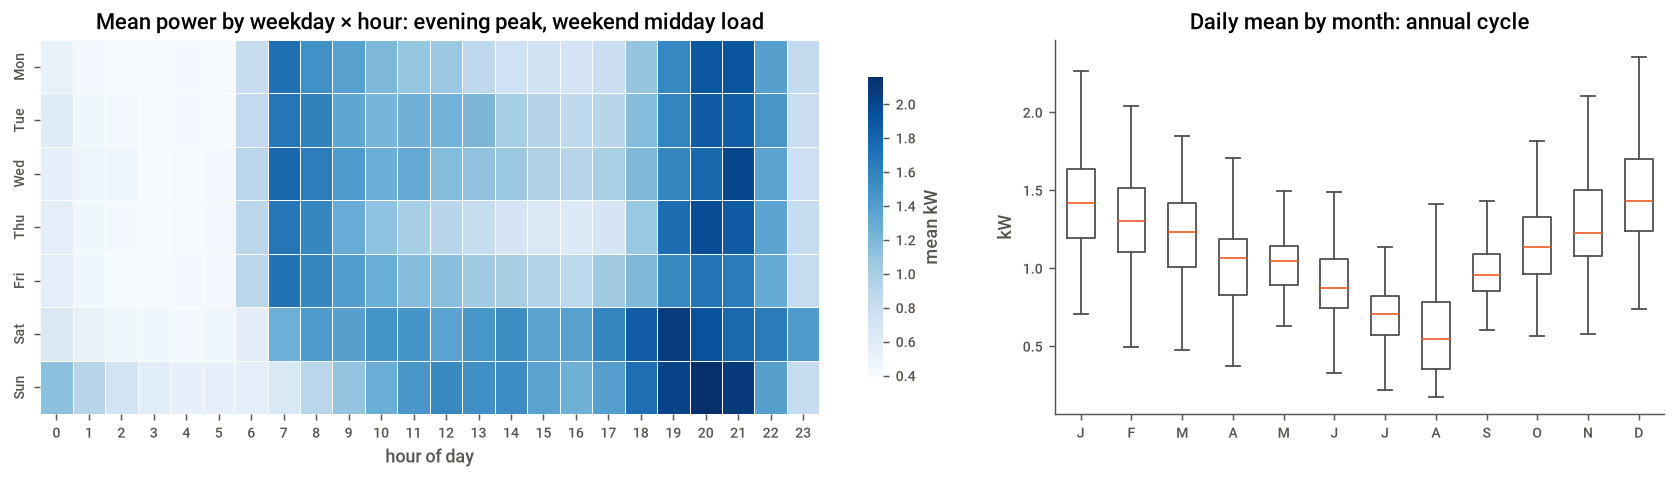 Mean power by weekday × hour: evening peak, weekend midday load
Mon
Tue
Wed
Thu
Fri
Sat
Sun
0 1 2 3 4 5 6 7 8 9 10 11 12 13 14 15 16 17 18 19 20 21 22 23
hour of day
2.0
1.8
1.6
1.4
1.2
1.0
0.8
0.6
0.4
mean kW
Daily mean by month: annual cycle
2.0
1.5
1.0
0.5
kW
J F M A M J J A S O N D